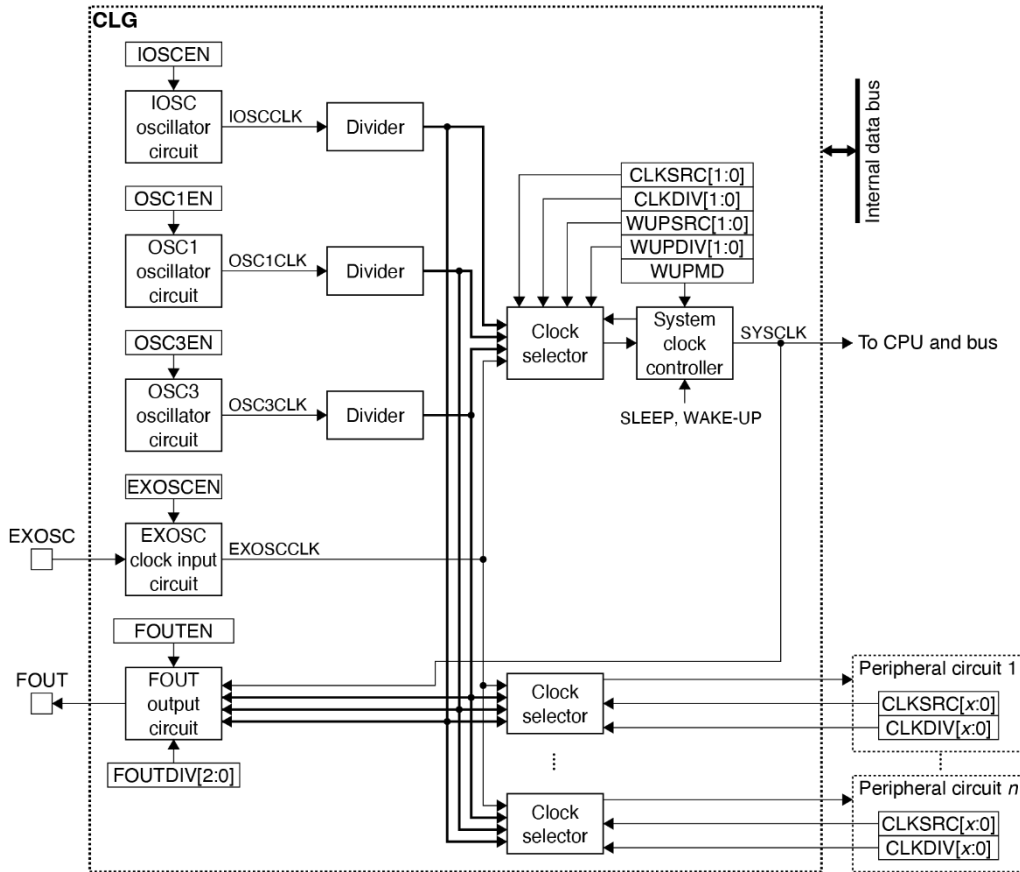 CLG
IOSCEN
IOSC
oscillator
circuit
IOSCCLK
Divider
OSC1EN
OSC1
oscillator
circuit
OSC1CLK
Divider
OSC3EN
OSC3
oscillator
circuit
OSC3CLK
Divider
EXOSCEN
EXOSC
EXOSC
clock input
circuit
EXOSCCLK
FOUTEN
FOUT
FOUT
output
circuit
FOUTDIV[2:0]
CLKSRC[1:0]
CLKDIV[1:0]
WUPSRC[1:0]
WUPDIV[1:0]
WUPMD
Clock
selector
System
clock
controller
SYSCLK
To CPU and bus
SLEEP, WAKE-UP
Internal data bus
Clock
selector
Peripheral circuit 1
CLKSRC[x:0]
CLKDIV[x:0]
Clock
selector
Peripheral circuit n
CLKSRC[x:0]
CLKDIV[x:0]